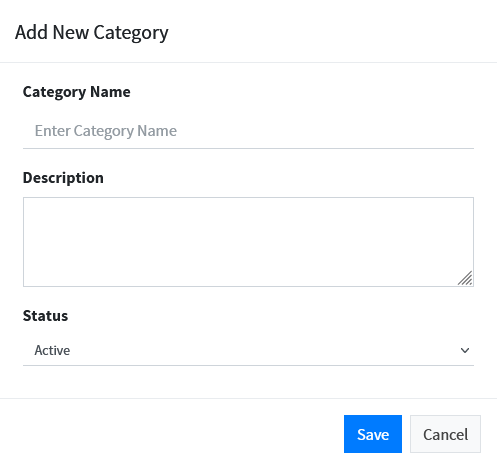 Add New Category
Category Name
Enter Category Name
Description
Status
Active
Save Cancel